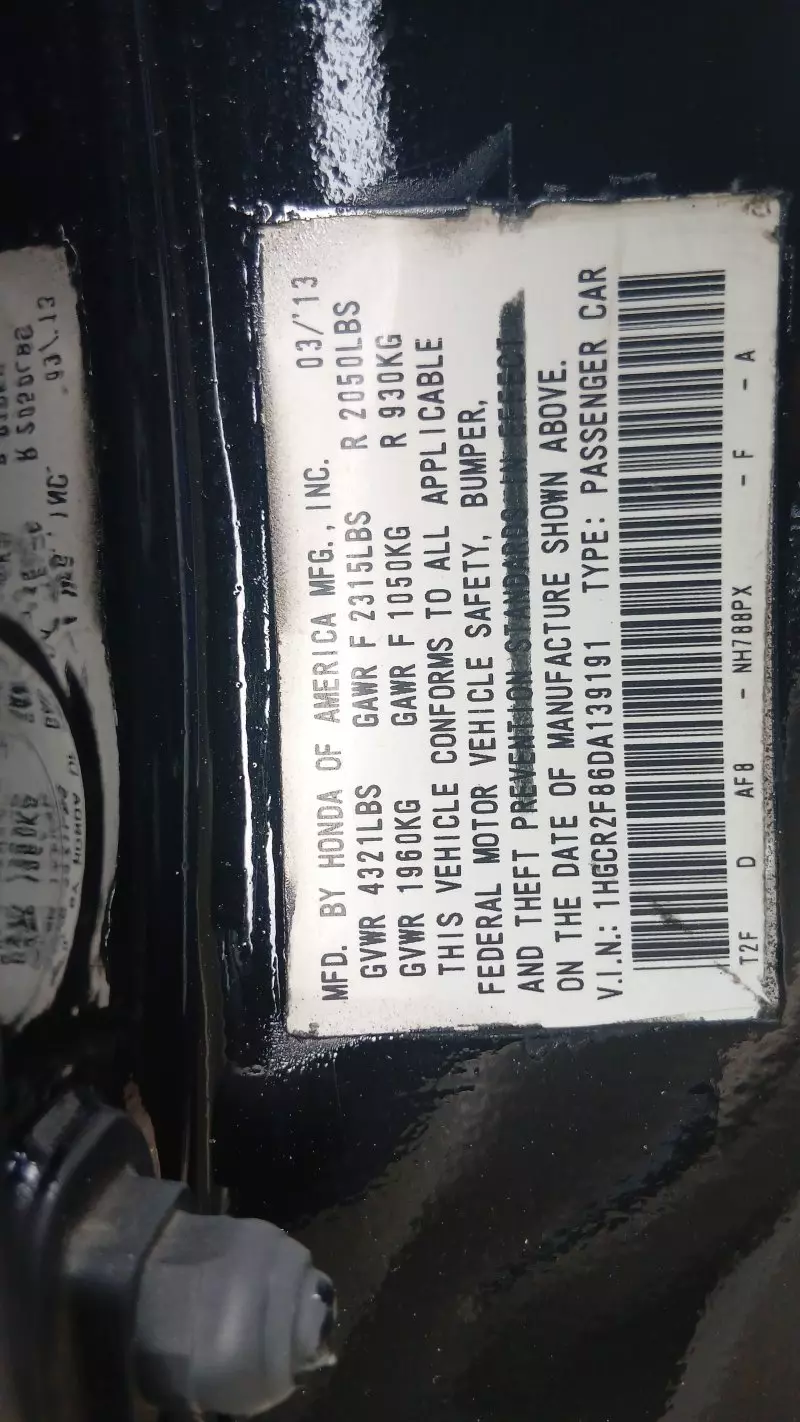 MFD. BY HONDA OF AMERICA MFG., INC. 03/'13
GVWR 4321LBS GAWR F 2315LBS R 2050LBS
GVWR 1960KG GAWR F 1050KG R 930KG
THIS VEHICLE CONFORMS TO ALL APPLICABLE
FEDERAL MOTOR VEHICLE SAFETY, BUMPER,
AND THEFT PREVENTION STANDARDS IN EFFECT
ON THE DATE OF MANUFACTURE SHOWN ABOVE.
V.I.N.: 1HGCR2F86DA139191 TYPE: PASSENGER CAR
T2F D AF8 - NH788PX - F - A